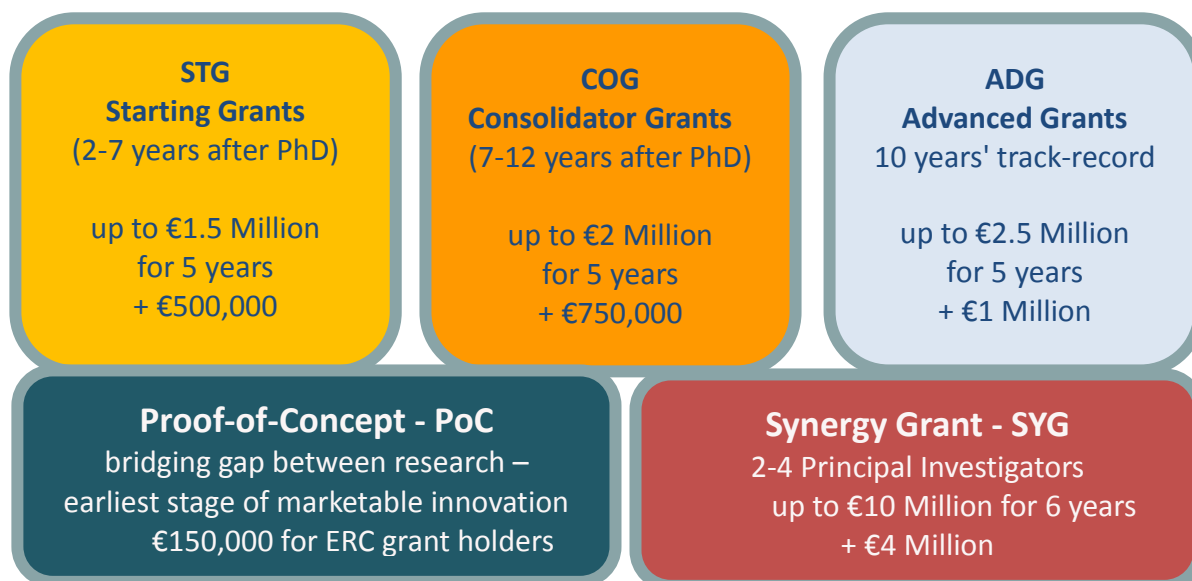 STG
Starting Grants
(2-7 years after PhD)
up to €1.5 Million
for 5 years
+ €500,000
COG
Consolidator Grants
(7-12 years after PhD)
up to €2 Million
for 5 years
+ €750,000
ADG
Advanced Grants
10 years' track-record
up to €2.5 Million
for 5 years
+ €1 Million
Proof-of-Concept - PoC
bridging gap between research –
earliest stage of marketable innovation
€150,000 for ERC grant holders
Synergy Grant - SYG
2-4 Principal Investigators
up to €10 Million for 6 years
+ €4 Million